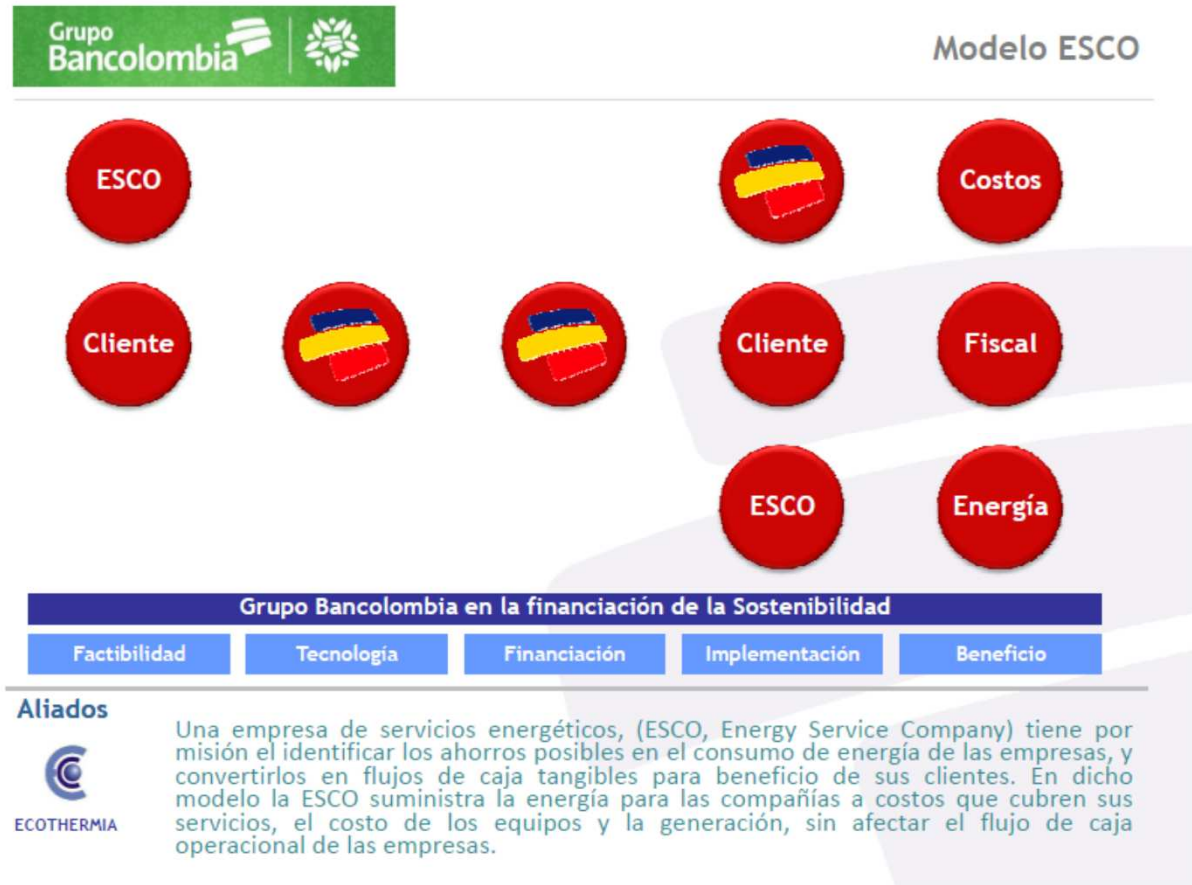 Grupo
Bancolombia
Modelo ESCO
ESCO
Costos
Cliente
Cliente
Fiscal
ESCO
Energía
Grupo Bancolombia en la financiación de la Sostenibilidad
Factibilidad
Tecnología
Financiación
Implementación
Beneficio
Aliados
ECOTHERMIA
Una empresa de servicios energéticos, (ESCO, Energy Service Company) tiene por
misión el identificar los ahorros posibles en el consumo de energía de las empresas, y
convertirlos en flujos de caja tangibles para beneficio de sus clientes. En dicho
modelo la ESCO suministra la energía para las compañías a costos que cubren sus
servicios, el costo de los equipos y la generación, sin afectar el flujo de caja
operacional de las empresas.